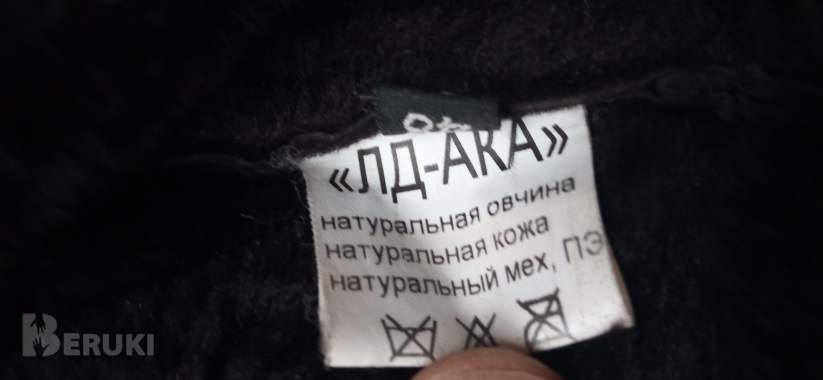 «ЛД-АКА»
натуральная овчина
натуральная кожа
натуральный мех, ПЭ
BERUKI